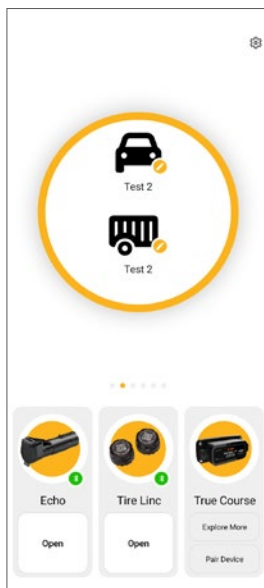 Test 2
Test 2
Echo
Tire Linc
True Course
Open
Open
Explore More
Pair Device